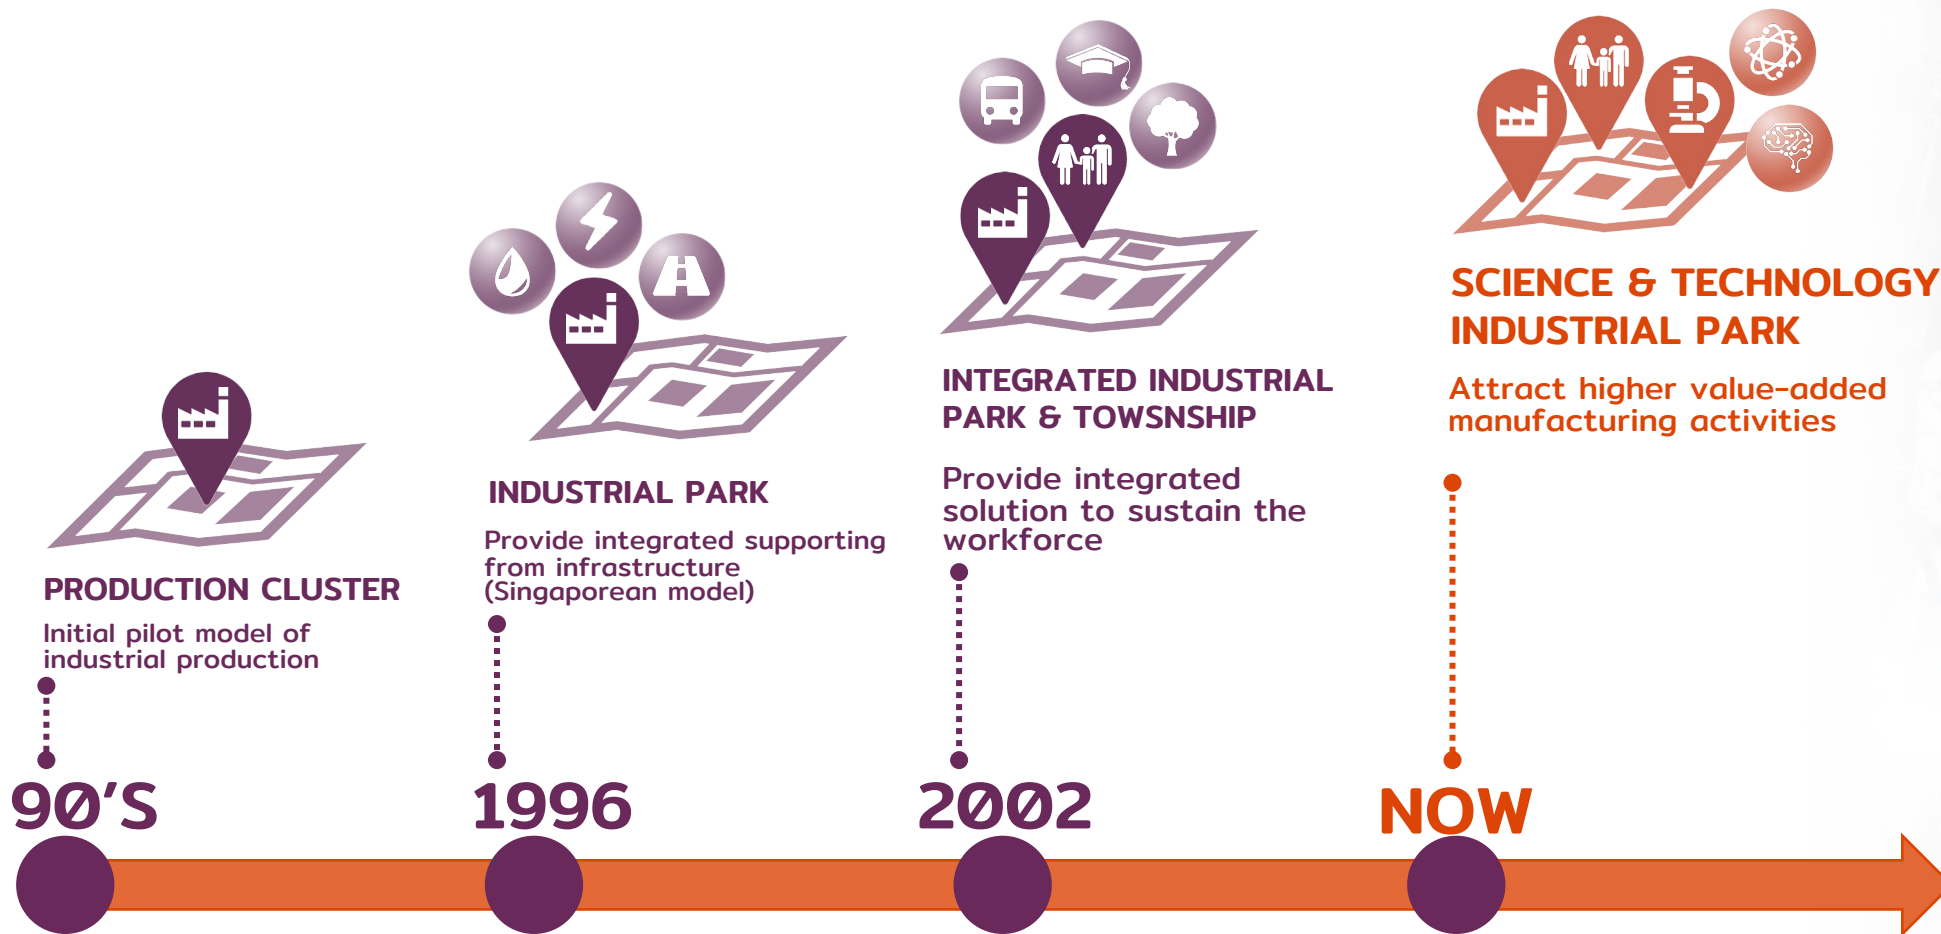 PRODUCTION CLUSTER
Initial pilot model of
industrial production
90'S
INDUSTRIAL PARK
Provide integrated supporting
from infrastructure
(Singaporean model)
1996
INTEGRATED INDUSTRIAL
PARK & TOWSNSHIP
Provide integrated
solution to sustain the
workforce
2002
SCIENCE & TECHNOLOGY
INDUSTRIAL PARK
Attract higher value-added
manufacturing activities
NOW